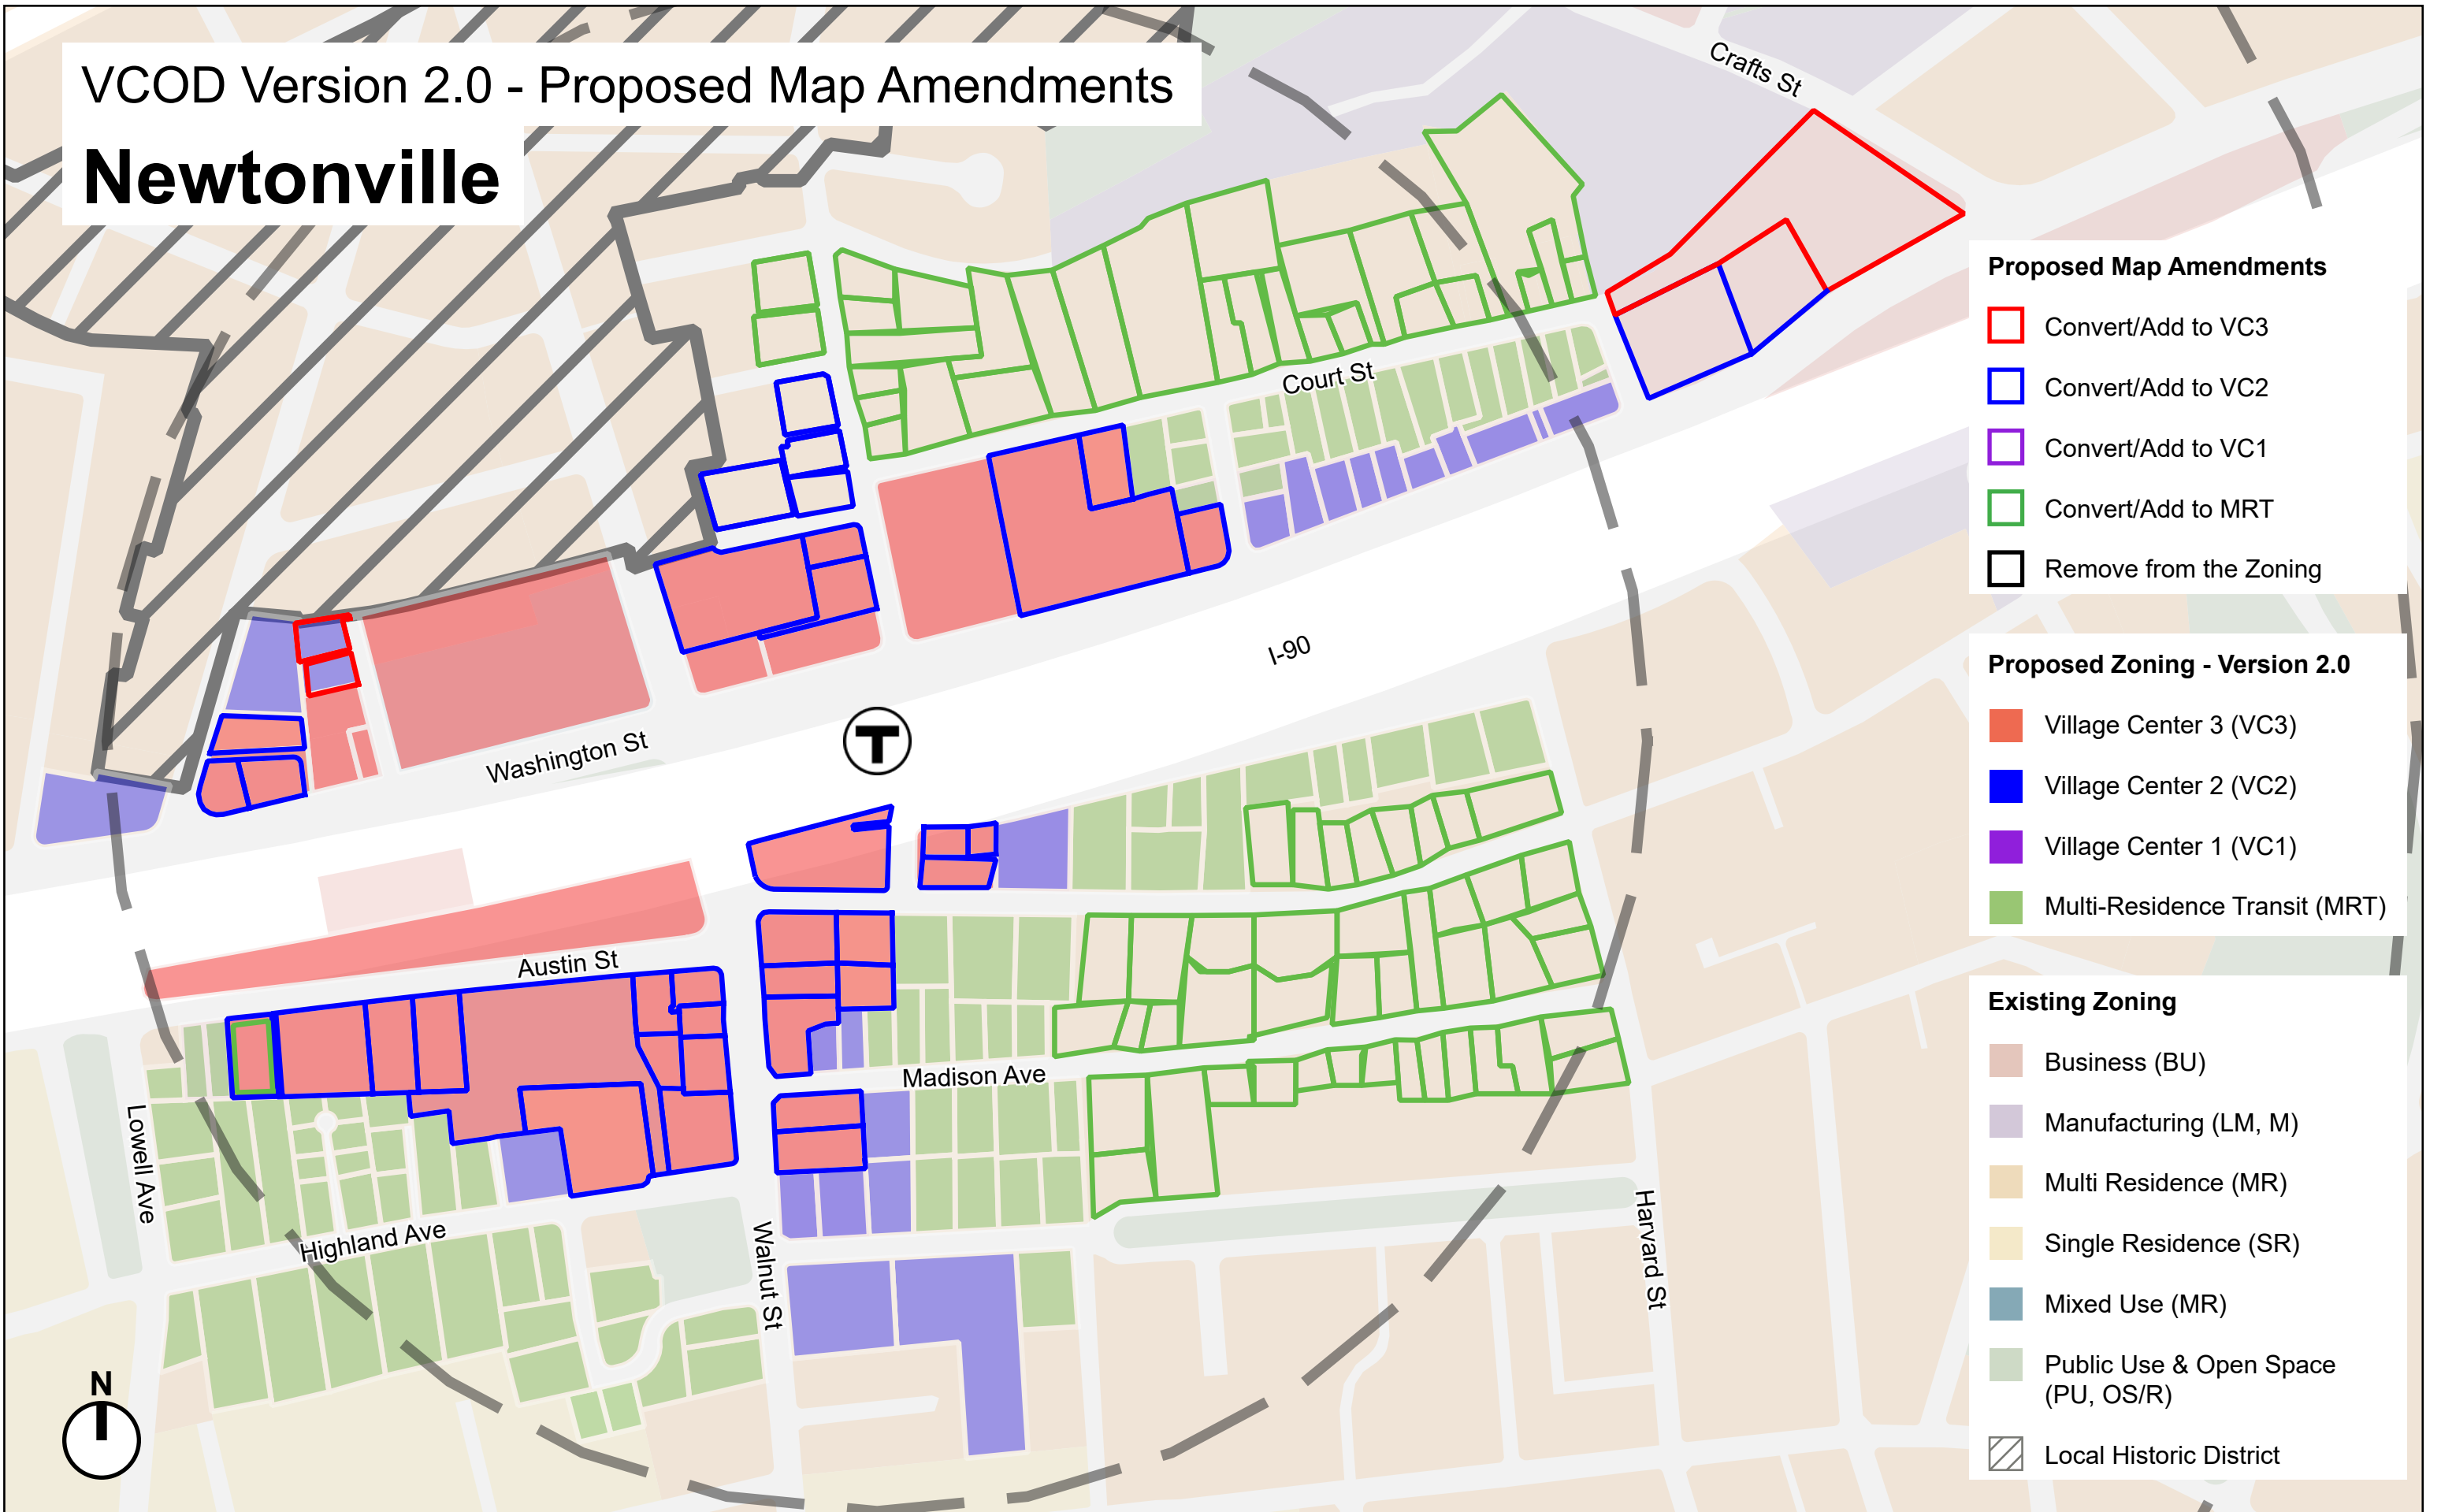 VCOD Version 2.0 - Proposed Map Amendments
Newtonville
Crafts St
Court St
I-90
Washington St
T
Austin St
Madison Ave
Lowell Ave
Highland Ave
Walnut St
Harvard St
N
Proposed Map Amendments
Convert/Add to VC3
Convert/Add to VC2
Convert/Add to VC1
Convert/Add to MRT
Remove from the Zoning
Proposed Zoning - Version 2.0
Village Center 3 (VC3)
Village Center 2 (VC2)
Village Center 1 (VC1)
Multi-Residence Transit (MRT)
Existing Zoning
Business (BU)
Manufacturing (LM, M)
Multi Residence (MR)
Single Residence (SR)
Mixed Use (MR)
Public Use & Open Space
(PU, OS/R)
Local Historic District